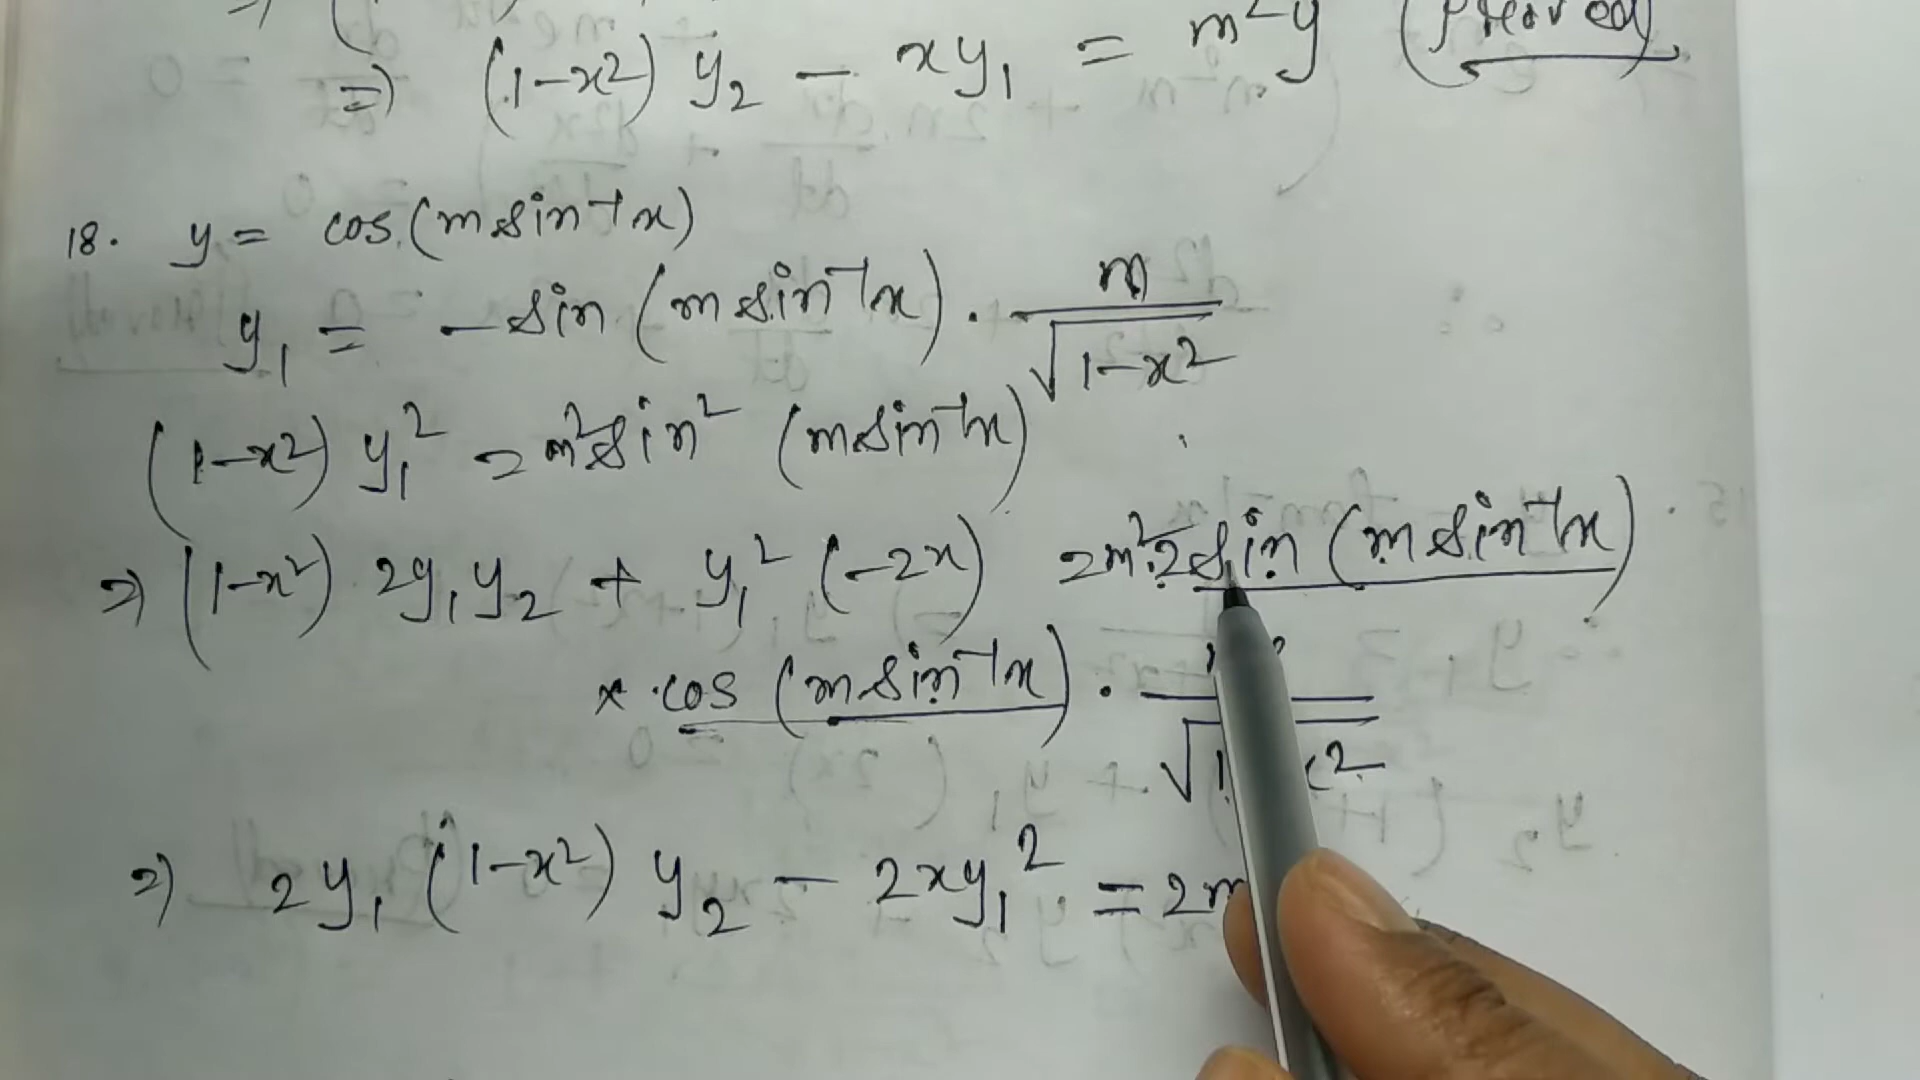 =) (1-x²) y₂ - xy₁ = m²y (proved)
18. y = cos(m sin⁻¹x)
y₁ = - sin (m sin⁻¹x) · m/√(1-x²)
(1-x²) y₁² = m² sin² (m sin⁻¹x)
=) (1-x²) 2y₁y₂ + y₁² (-2x) = m² · 2 sin (m sin⁻¹x)
× cos (m sin⁻¹x) ·
=) 2y₁ (1-x²) y₂ - 2xy₁² = 2m